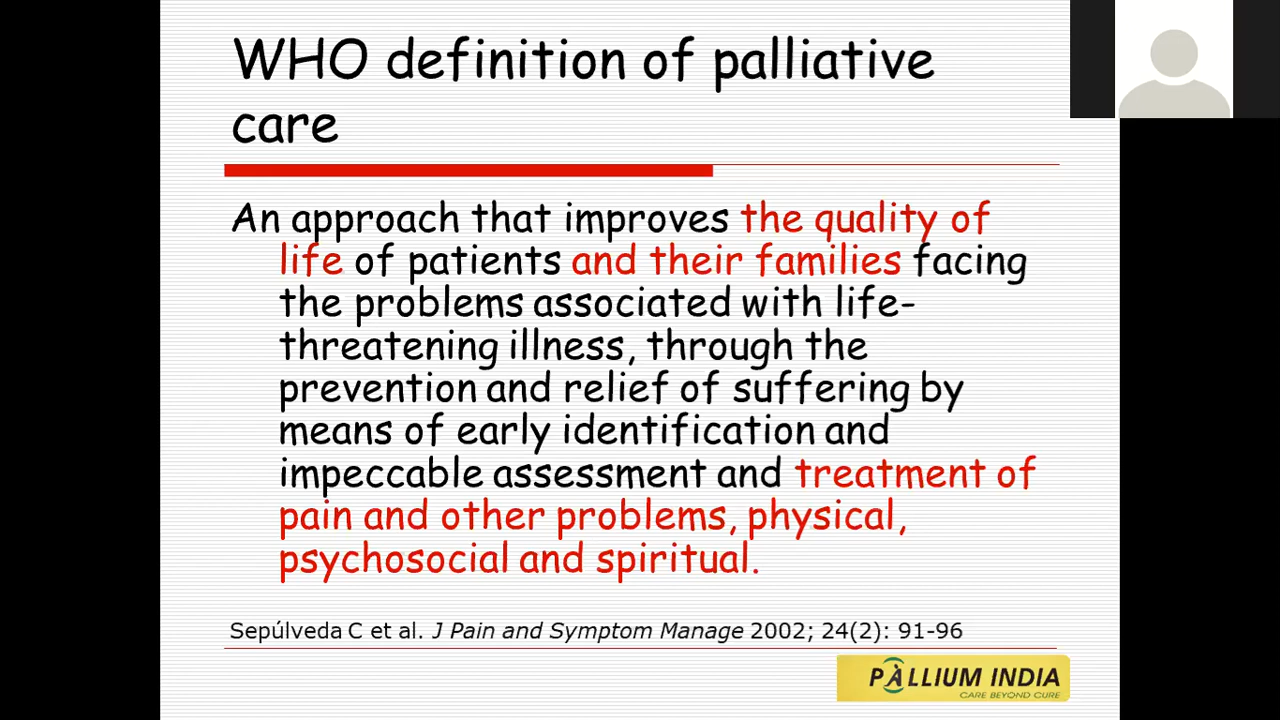 WHO definition of palliative
care
An approach that improves the quality of
life of patients and their families facing
the problems associated with life-
threatening illness, through the
prevention and relief of suffering by
means of early identification and
impeccable assessment and treatment of
pain and other problems, physical,
psychosocial and spiritual.
Sepúlveda C et al. J Pain and Symptom Manage 2002; 24(2): 91-96
PALLIUM INDIA
CARE BEYOND CURE